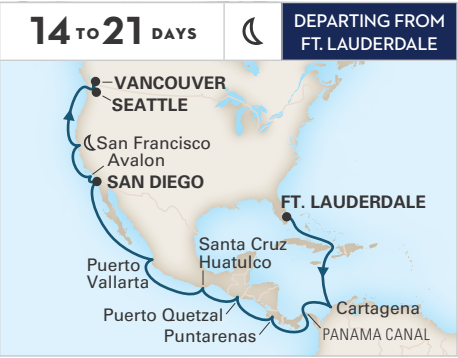 14 TO 21 DAYS
DEPARTING FROM
FT. LAUDERDALE
VANCOUVER
SEATTLE
San Francisco
Avalon
SAN DIEGO
FT. LAUDERDALE
Santa Cruz
Huatulco
Puerto
Vallarta
Puerto Quetzal
Puntarenas
Cartagena
PANAMA CANAL